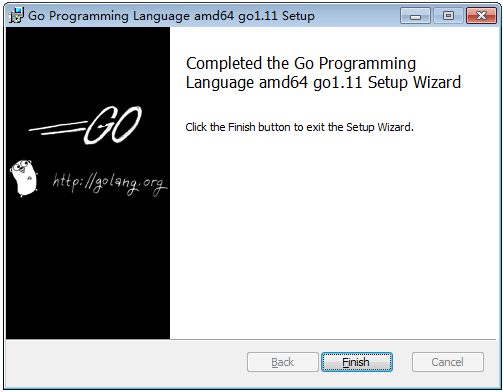 Go Programming Language amd64 go1.11 Setup
Completed the Go Programming
Language amd64 go1.11 Setup Wizard
Click the Finish button to exit the Setup Wizard.
GO
http://golang.org
Back
Finish
Cancel